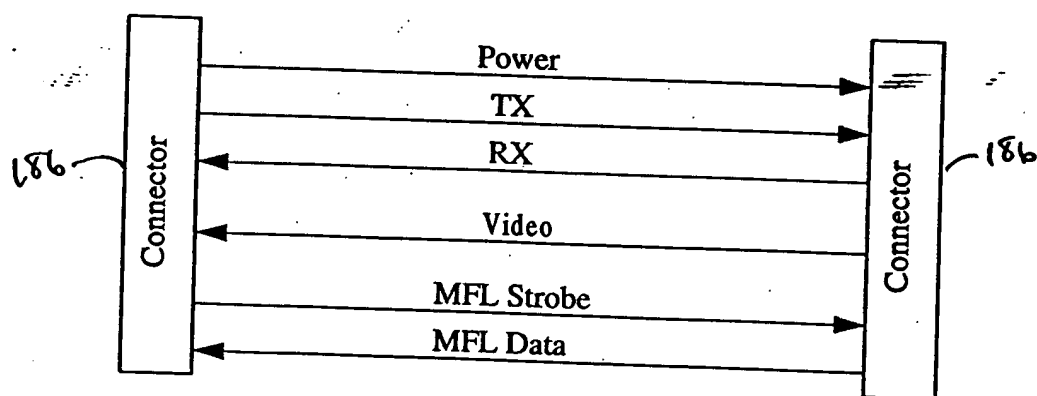 Power
TX
RX
Video
MFL Strobe
MFL Data
Connector
Connector
186
186